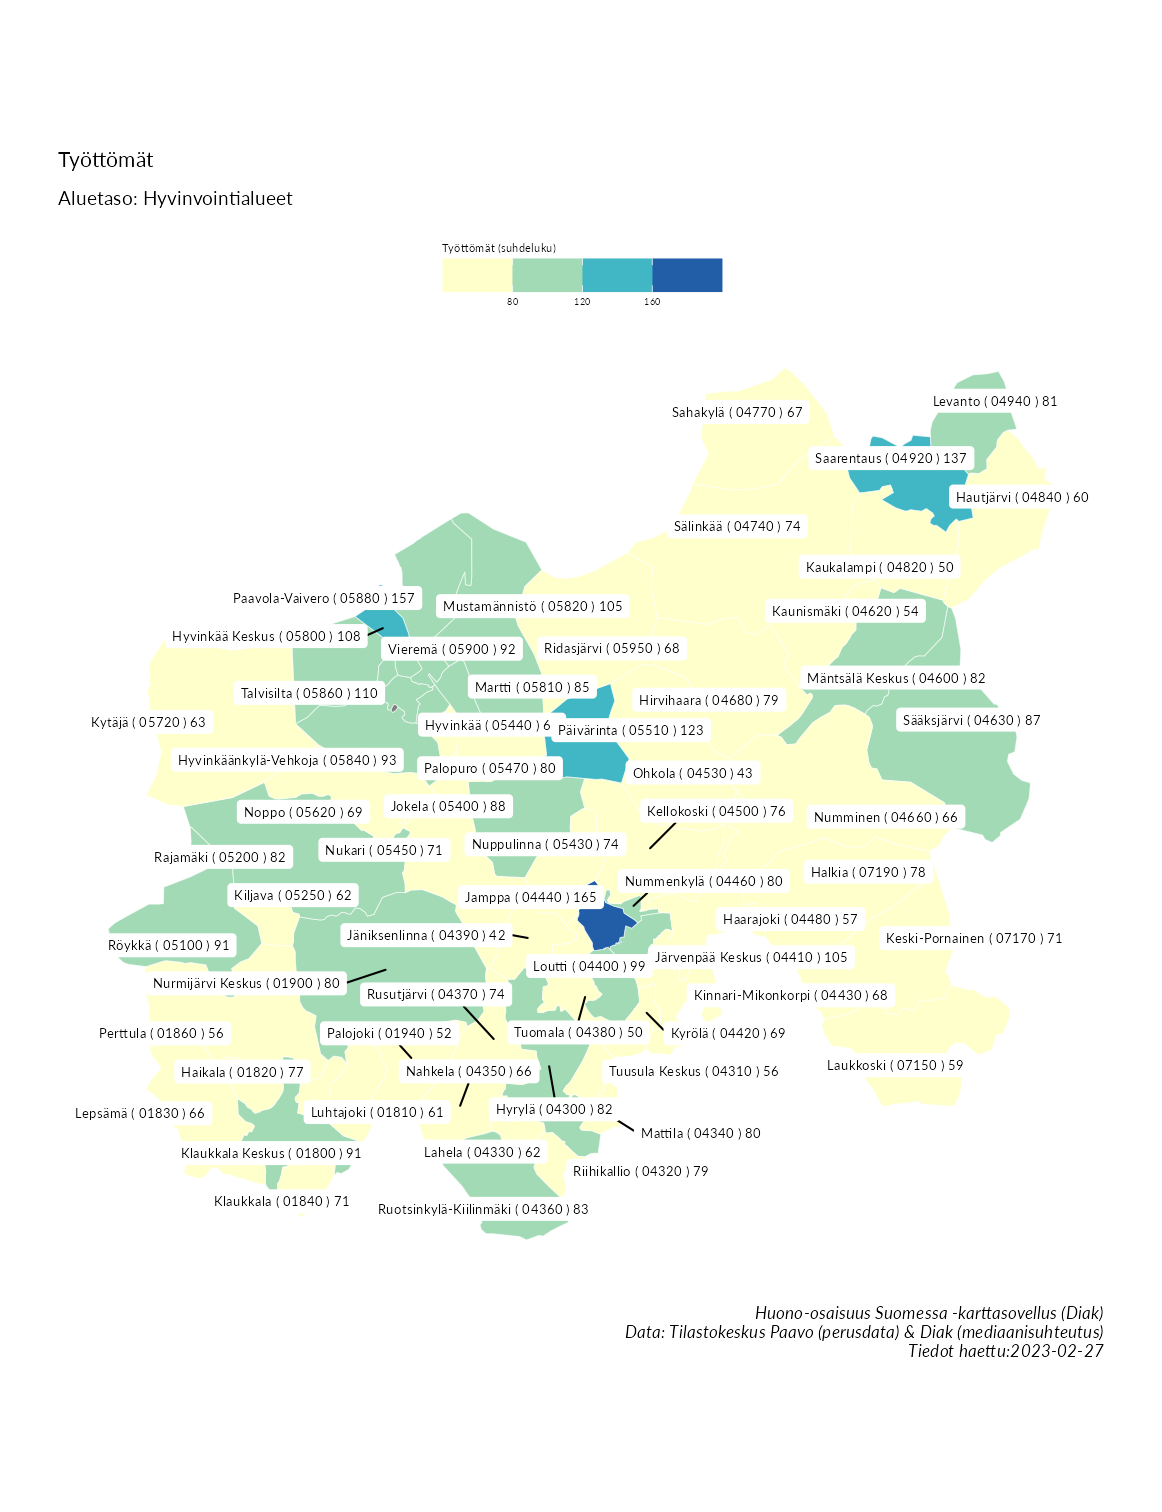 Työttömät
Aluetaso: Hyvinvointialueet
Työttömät (suhdeluku)
80 120 160
Levanto ( 04940 ) 81
Sahakylä ( 04770 ) 67
Saarentaus ( 04920 ) 137
Hautjärvi ( 04840 ) 60
Sälinkää ( 04740 ) 74
Kaukalampi ( 04820 ) 50
Paavola-Vaivero ( 05880 ) 157
Mustamännistö ( 05820 ) 105
Kaunismäki ( 04620 ) 54
Hyvinkää Keskus ( 05800 ) 108
Vieremä ( 05900 ) 92
Ridasjärvi ( 05950 ) 68
Mäntsälä Keskus ( 04600 ) 82
Talvisilta ( 05860 ) 110
Martti ( 05810 ) 85
Hirvihaara ( 04680 ) 79
Kytäjä ( 05720 ) 63
Hyvinkää ( 05440 ) 6
Päivärinta ( 05510 ) 123
Sääksjärvi ( 04630 ) 87
Hyvinkäänkylä-Vehkoja ( 05840 ) 93
Palopuro ( 05470 ) 80
Ohkola ( 04530 ) 43
Noppo ( 05620 ) 69
Jokela ( 05400 ) 88
Kellokoski ( 04500 ) 76
Numminen ( 04660 ) 66
Rajamäki ( 05200 ) 82
Nukari ( 05450 ) 71
Nuppulinna ( 05430 ) 74
Halkia ( 07190 ) 78
Kiljava ( 05250 ) 62
Jamppa ( 04440 ) 165
Nummenkylä ( 04460 ) 80
Haarajoki ( 04480 ) 57
Röykkä ( 05100 ) 91
Jäniksenlinna ( 04390 ) 42
Keski-Pornainen ( 07170 ) 71
Loutti ( 04400 ) 99
Järvenpää Keskus ( 04410 ) 105
Nurmijärvi Keskus ( 01900 ) 80
Rusutjärvi ( 04370 ) 74
Kinnari-Mikonkorpi ( 04430 ) 68
Perttula ( 01860 ) 56
Palojoki ( 01940 ) 52
Tuomala ( 04380 ) 50
Kyrölä ( 04420 ) 69
Haikala ( 01820 ) 77
Nahkela ( 04350 ) 66
Tuusula Keskus ( 04310 ) 56
Laukkoski ( 07150 ) 59
Lepsämä ( 01830 ) 66
Luhtajoki ( 01810 ) 61
Hyrylä ( 04300 ) 82
Mattila ( 04340 ) 80
Klaukkala Keskus ( 01800 ) 91
Lahela ( 04330 ) 62
Riihikallio ( 04320 ) 79
Klaukkala ( 01840 ) 71
Ruotsinkylä-Kiilinmäki ( 04360 ) 83
Huono-osaisuus Suomessa -karttasovellus (Diak)
Data: Tilastokeskus Paavo (perusdata) & Diak (mediaanisuhteutus)
Tiedot haettu:2023-02-27